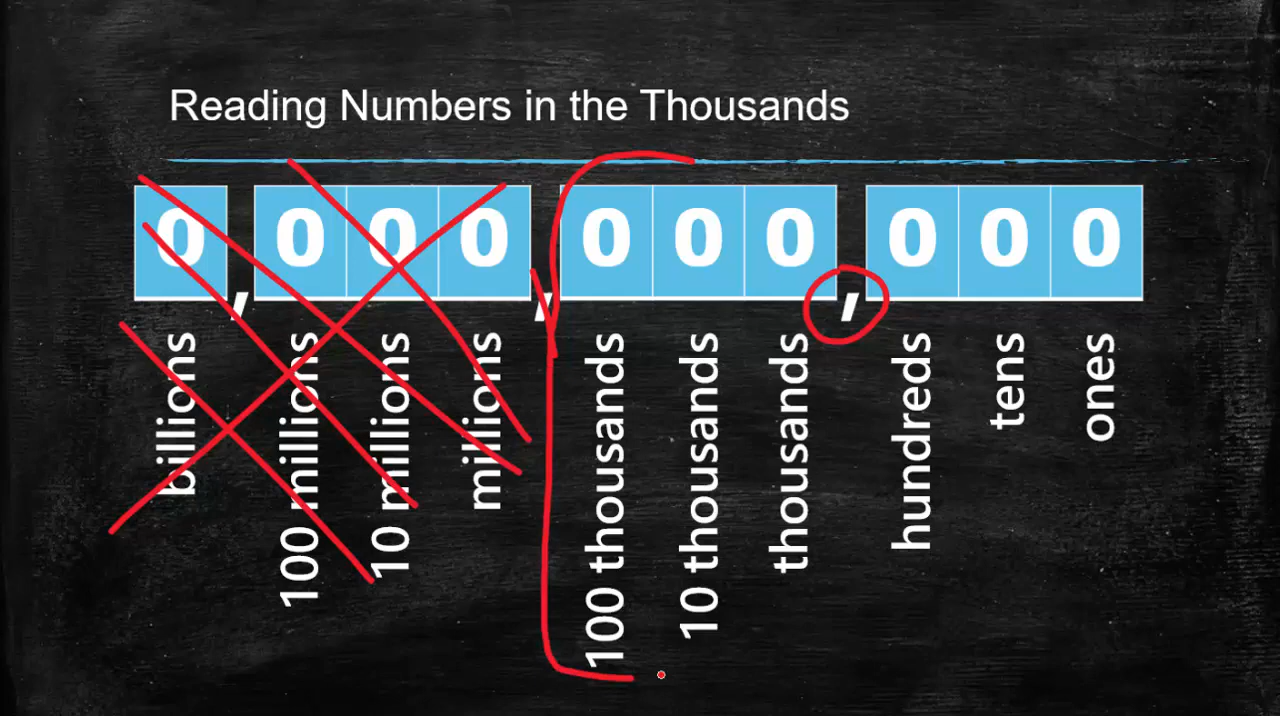 Reading Numbers in the Thousands
0,000,000,000
billions
100 millions
10 millions
millions
100 thousands
10 thousands
thousands
hundreds
tens
ones